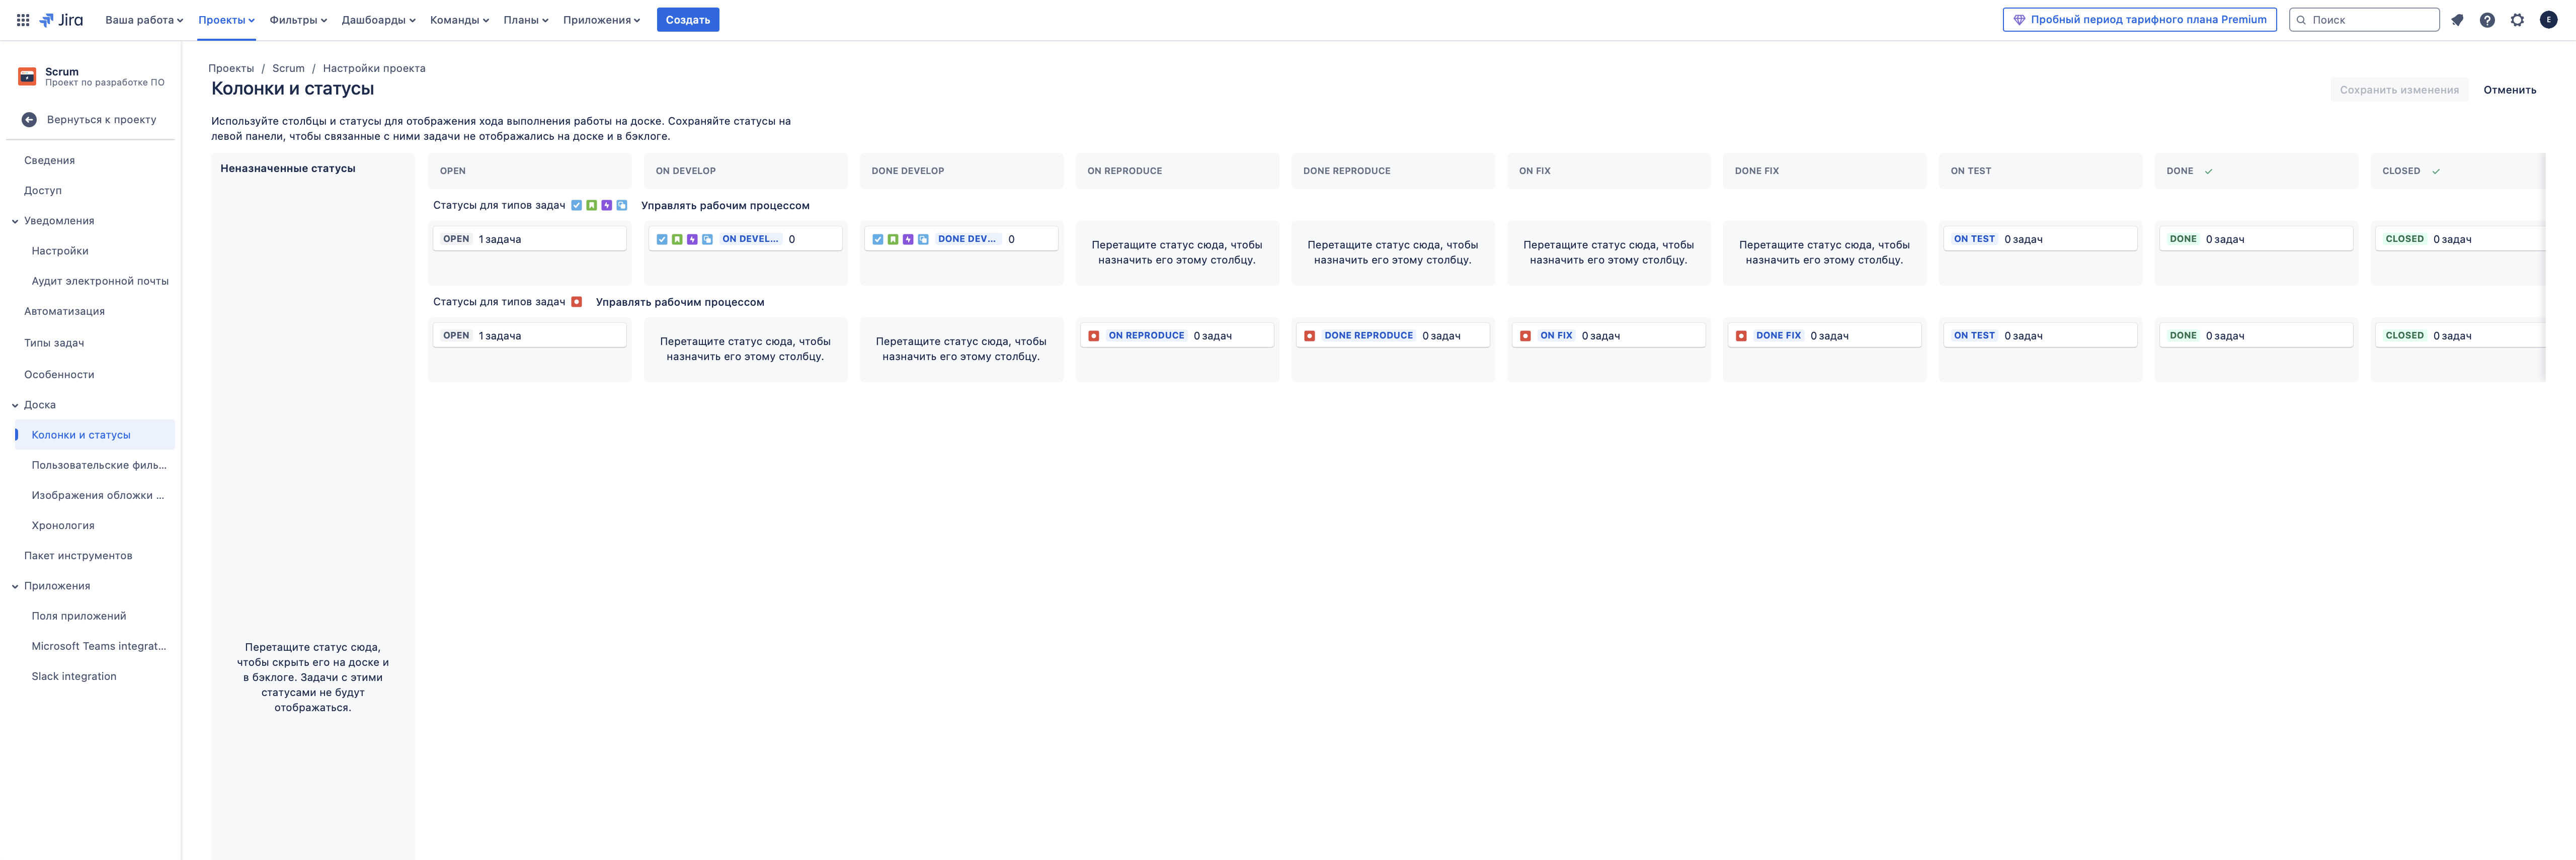 Jira
Ваша работа
Проекты
Фильтры
Дашборды
Команды
Планы
Приложения
Создать
Пробный период тарифного плана Premium
Поиск
E
Scrum
Проект по разработке ПО
Вернуться к проекту
Сведения
Доступ
Уведомления
Настройки
Аудит электронной почты
Автоматизация
Типы задач
Особенности
Доска
Колонки и статусы
Пользовательские филь...
Изображения обложки ...
Хронология
Пакет инструментов
Приложения
Поля приложений
Microsoft Teams integrat...
Slack integration
Проекты / Scrum / Настройки проекта
Колонки и статусы
Сохранить изменения
Отменить
Используйте столбцы и статусы для отображения хода выполнения работы на доске. Сохраняйте статусы на
левой панели, чтобы связанные с ними задачи не отображались на доске и в бэклоге.
Неназначенные статусы
Перетащите статус сюда,
чтобы скрыть его на доске и
в бэклоге. Задачи с этими
статусами не будут
отображаться.
OPEN
ON DEVELOP
DONE DEVELOP
ON REPRODUCE
DONE REPRODUCE
ON FIX
DONE FIX
ON TEST
DONE
CLOSED
Статусы для типов задач
Управлять рабочим процессом
OPEN 1 задача
ON DEVEL... 0
DONE DEV... 0
Перетащите статус сюда, чтобы
назначить его этому столбцу.
Перетащите статус сюда, чтобы
назначить его этому столбцу.
Перетащите статус сюда, чтобы
назначить его этому столбцу.
Перетащите статус сюда, чтобы
назначить его этому столбцу.
ON TEST 0 задач
DONE 0 задач
CLOSED 0 задач
Статусы для типов задач
Управлять рабочим процессом
OPEN 1 задача
Перетащите статус сюда, чтобы
назначить его этому столбцу.
Перетащите статус сюда, чтобы
назначить его этому столбцу.
ON REPRODUCE 0 задач
DONE REPRODUCE 0 задач
ON FIX 0 задач
DONE FIX 0 задач
ON TEST 0 задач
DONE 0 задач
CLOSED 0 задач